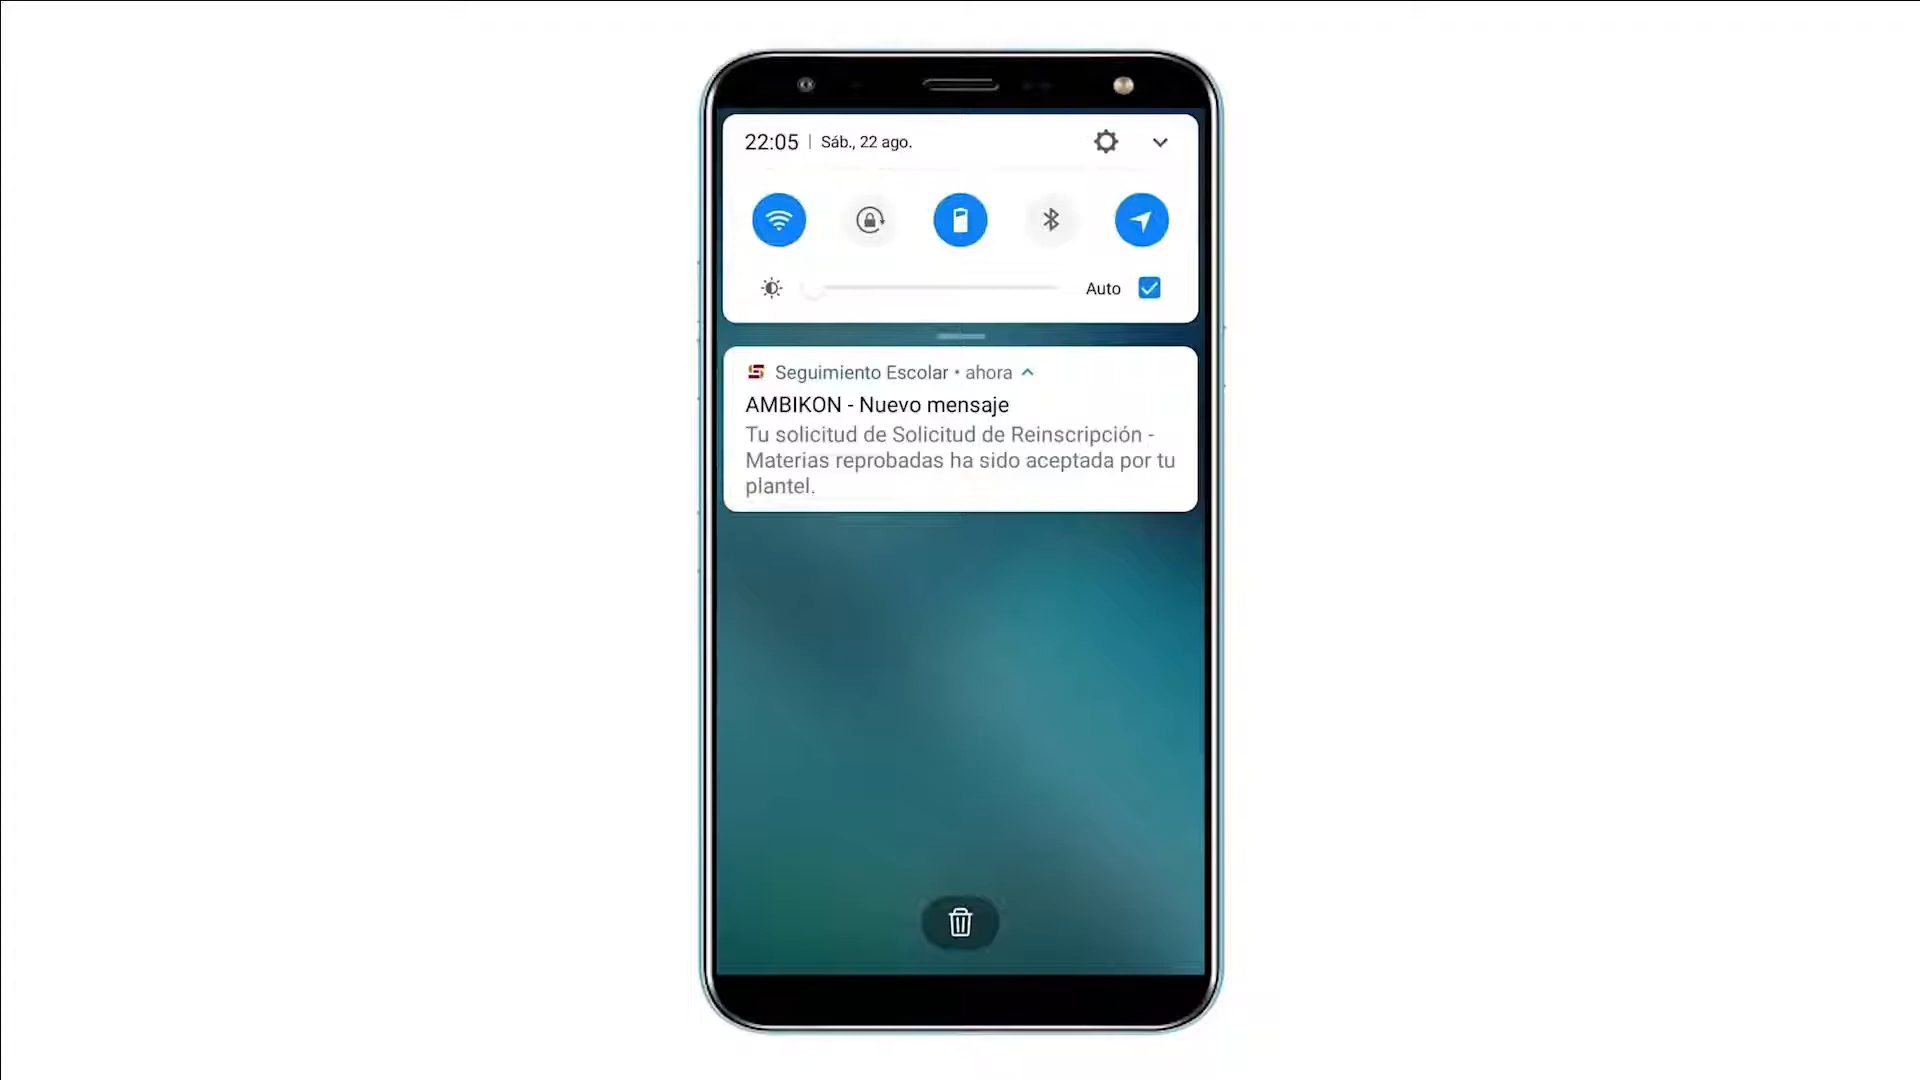 22:05 | Sáb., 22 ago.
Auto
Seguimiento Escolar • ahora
AMBIKON - Nuevo mensaje
Tu solicitud de Solicitud de Reinscripción -
Materias reprobadas ha sido aceptada por tu
plantel.